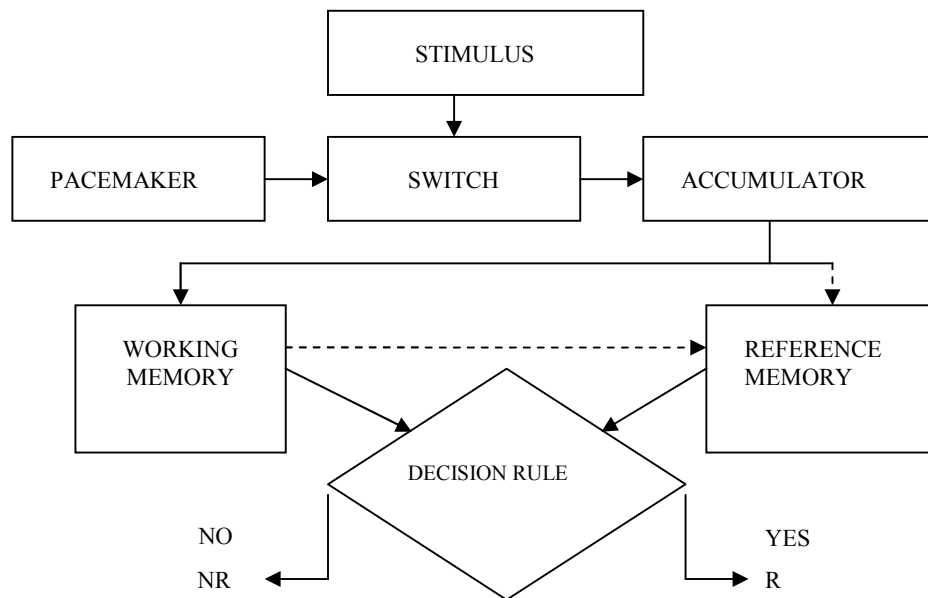 STIMULUS
PACEMAKER
SWITCH
ACCUMULATOR
WORKING
MEMORY
REFERENCE
MEMORY
DECISION RULE
NO
YES
NR
R